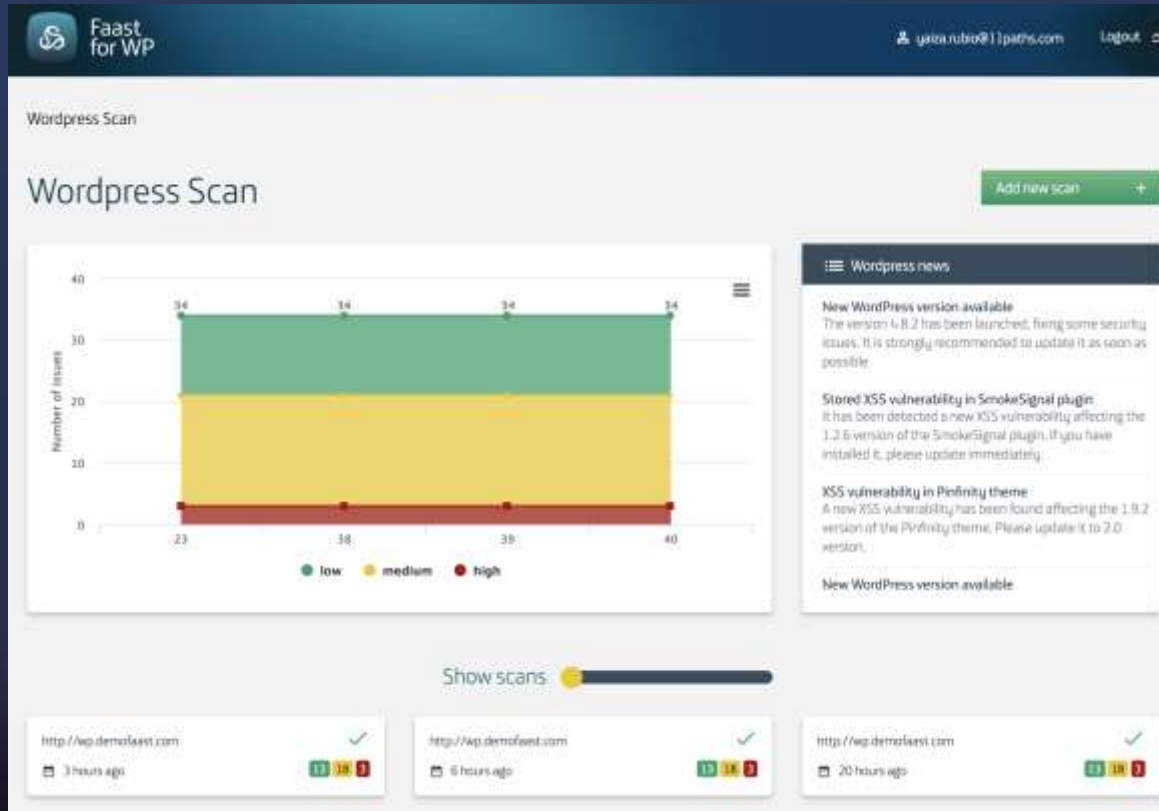 Faast
for WP
yaiza.rubio@11paths.com
Logout
Wordpress Scan
Wordpress Scan
Add new scan +
40
30
20
10
0
Number of issues
34 34 34 34
23 38 39 40
low medium high
Wordpress news
New WordPress version available
The version 4.8.2 has been launched, fixing some security
issues. It is strongly recommended to update it as soon as
possible.
Stored XSS vulnerability in SmokeSignal plugin
It has been detected a new XSS vulnerability affecting the
1.2.6 version of the SmokeSignal plugin. If you have
installed it, please update immediately.
XSS vulnerability in Pinfinity theme
A new XSS vulnerability has been found affecting the 1.9.2
version of the Pinfinity theme. Please update it to 2.0
version.
New WordPress version available
Show scans
http://wp.demofaast.com
3 hours ago
13 18 3
http://wp.demofaast.com
6 hours ago
13 18 3
http://wp.demofaast.com
20 hours ago
13 18 3